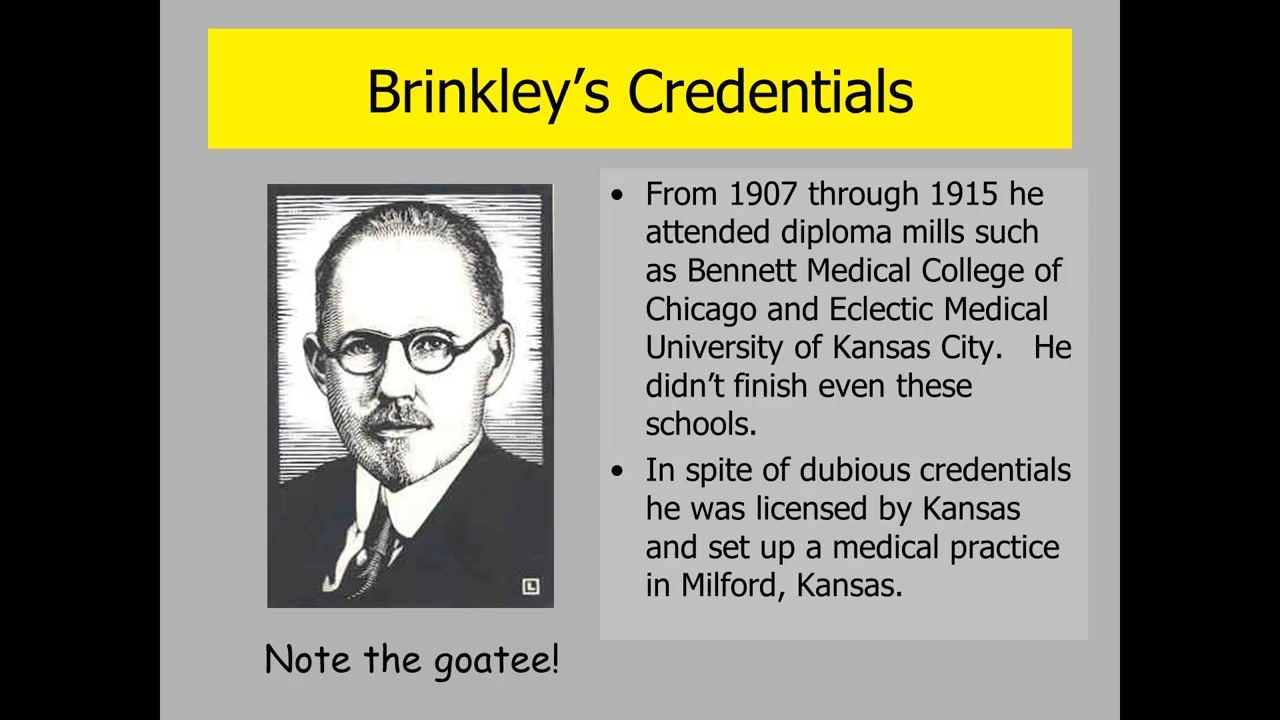 Brinkley’s Credentials
• From 1907 through 1915 he
attended diploma mills such
as Bennett Medical College of
Chicago and Eclectic Medical
University of Kansas City. He
didn’t finish even these
schools.
• In spite of dubious credentials
he was licensed by Kansas
and set up a medical practice
in Milford, Kansas.
L
Note the goatee!